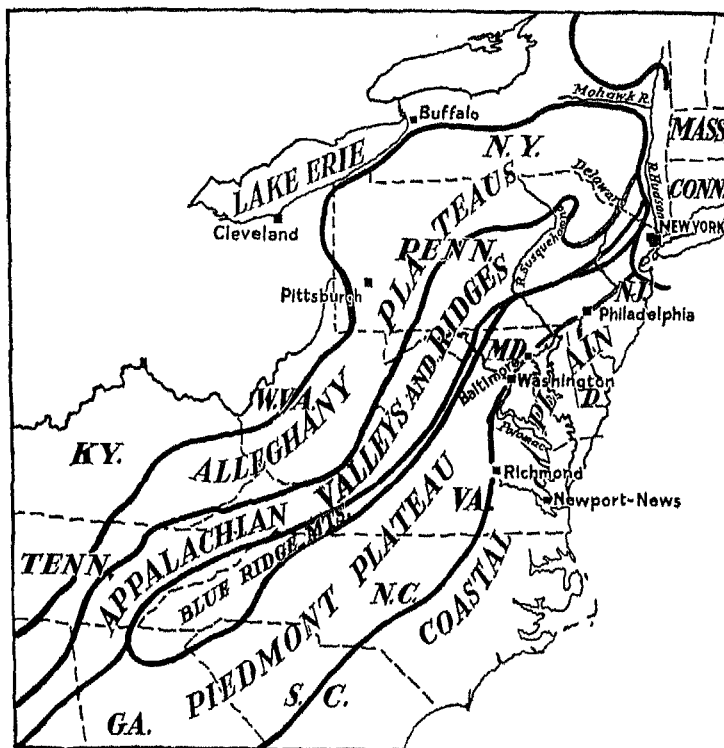 Mohawk R.
Buffalo
MASS
N.Y.
LAKE ERIE
Delaware
R. Hudson
CONN.
Cleveland
NEW YORK
PENN.
R. Susquehoona
Pittsburgh
N.J.
Philadelphia
MD.
Baltimore
Washington
D.
W.VA.
ALLEGHANY PLATEAUS
KY.
Potomac
Richmond
VA.
Newport-News
APPALACHIAN VALLEYS AND RIDGES
TENN.
BLUE RIDGE MTS.
PIEDMONT PLATEAU
N.C.
COASTAL PLAIN
S.C.
GA.